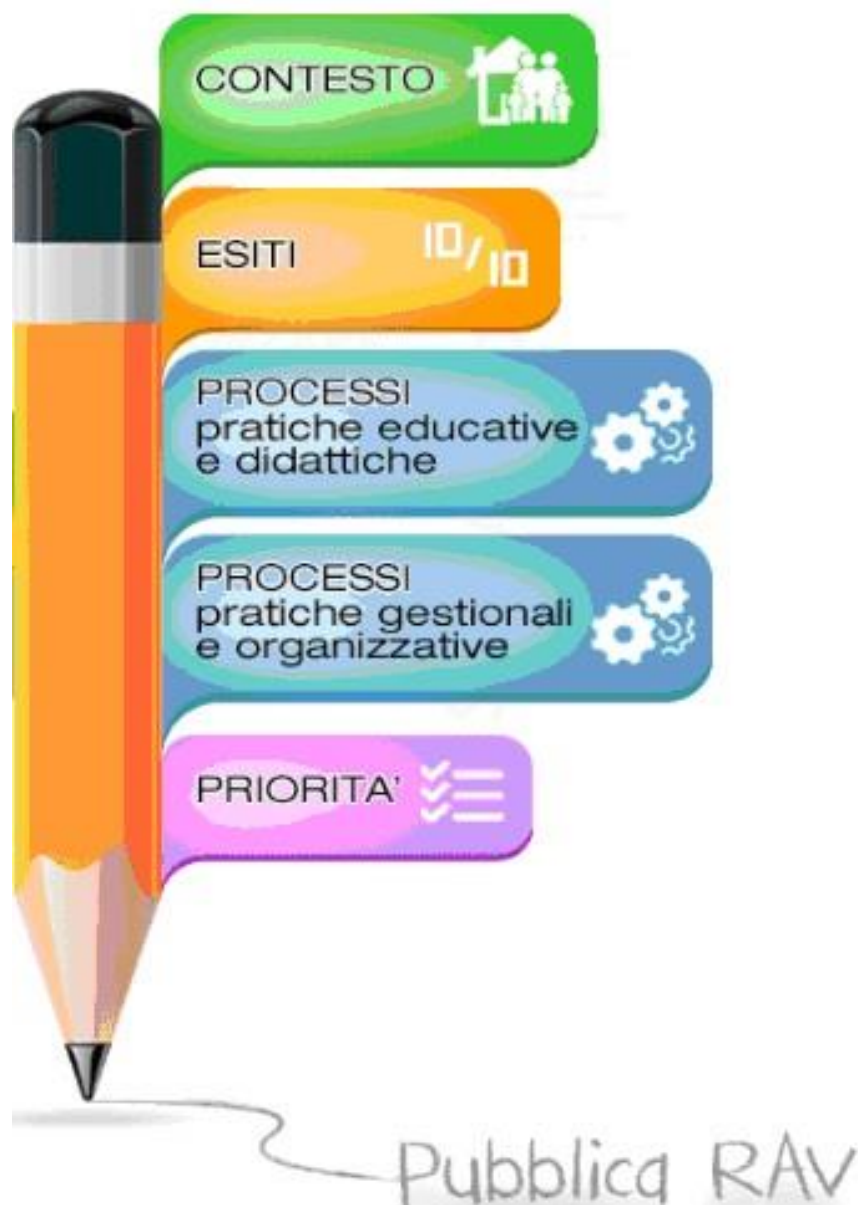 CONTESTO
ESITI
10/10
PROCESSI
pratiche educative
e didattiche
PROCESSI
pratiche gestionali
e organizzative
PRIORITA'
Pubblica RAV